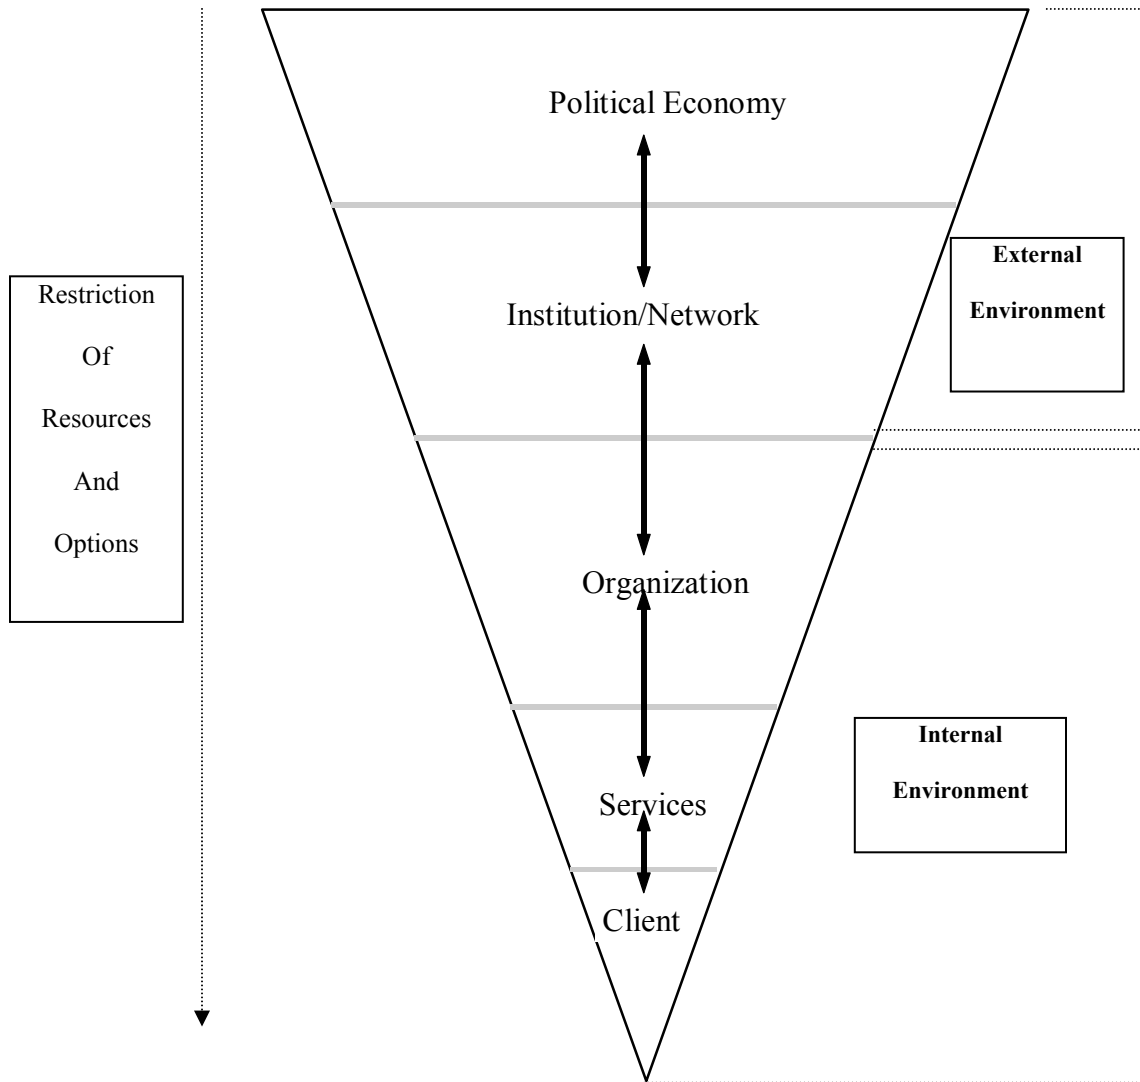 Political Economy
Institution/Network
Organization
Services
Client
Restriction
Of
Resources
And
Options
External
Environment
Internal
Environment